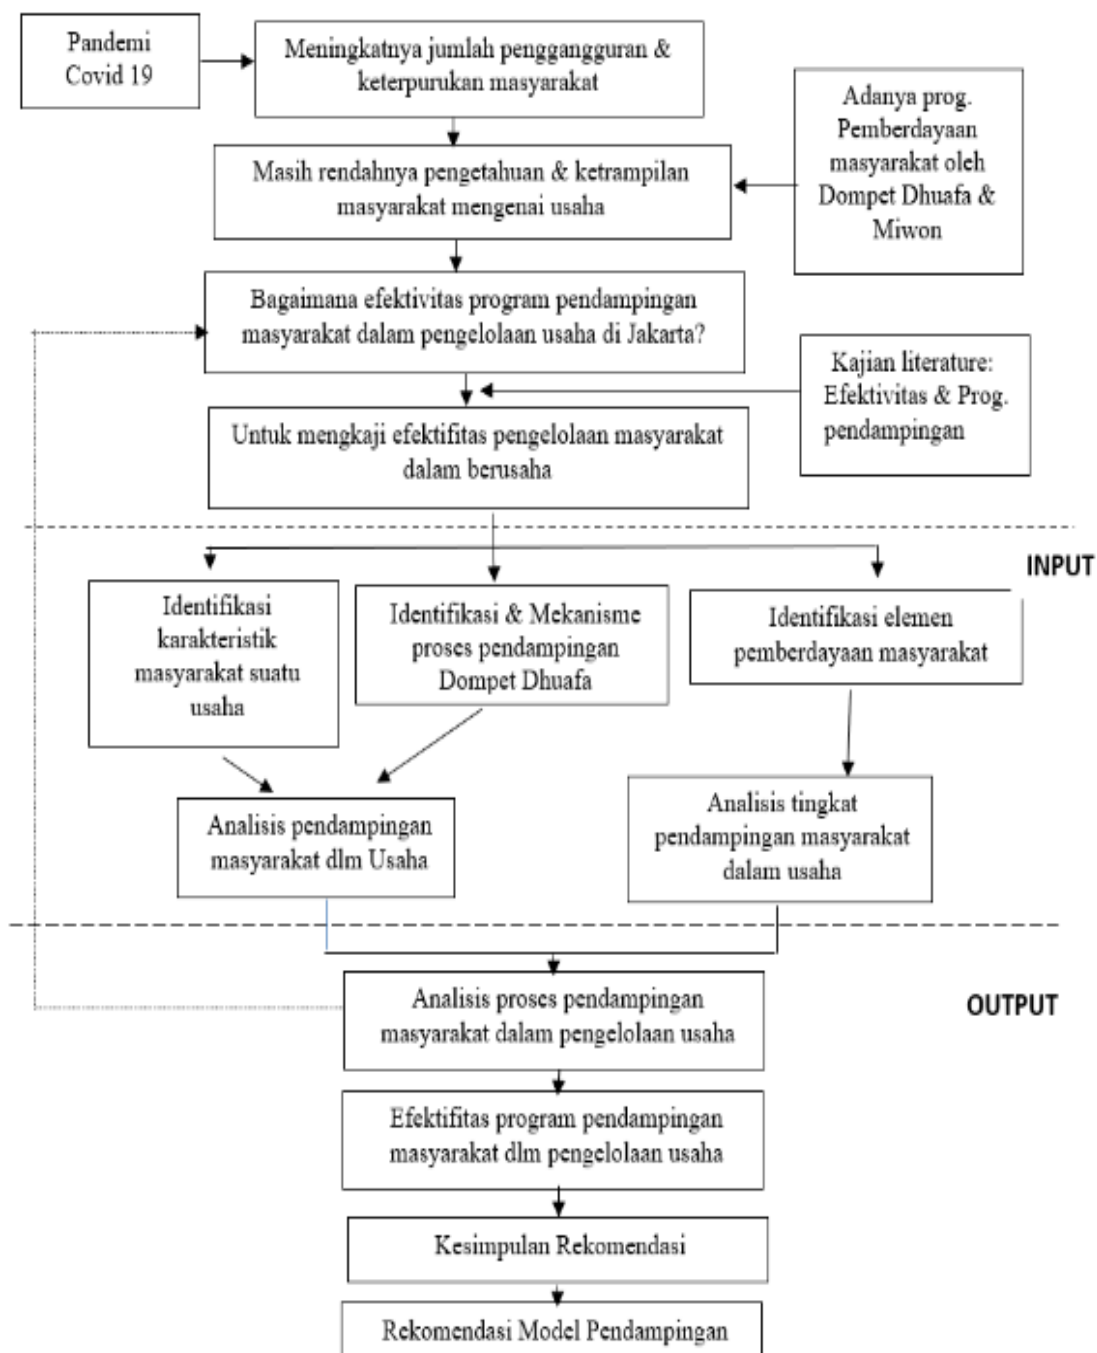 Pandemi
Covid 19
Meningkatnya jumlah penggangguran &
keterpurukan masyarakat
Adanya prog.
Pemberdayaan
masyarakat oleh
Dompet Dhuafa &
Miwon
Masih rendahnya pengetahuan & ketrampilan
masyarakat mengenai usaha
Bagaimana efektivitas program pendampingan
masyarakat dalam pengelolaan usaha di Jakarta?
Kajian literature:
Efektivitas & Prog.
pendampingan
Untuk mengkaji efektifitas pengelolaan masyarakat
dalam berusaha
INPUT
Identifikasi
karakteristik
masyarakat suatu
usaha
Identifikasi & Mekanisme
proses pendampingan
Dompet Dhuafa
Identifikasi elemen
pemberdayaan masyarakat
Analisis pendampingan
masyarakat dlm Usaha
Analisis tingkat
pendampingan masyarakat
dalam usaha
OUTPUT
Analisis proses pendampingan
masyarakat dalam pengelolaan usaha
Efektifitas program pendampingan
masyarakat dlm pengelolaan usaha
Kesimpulan Rekomendasi
Rekomendasi Model Pendampingan